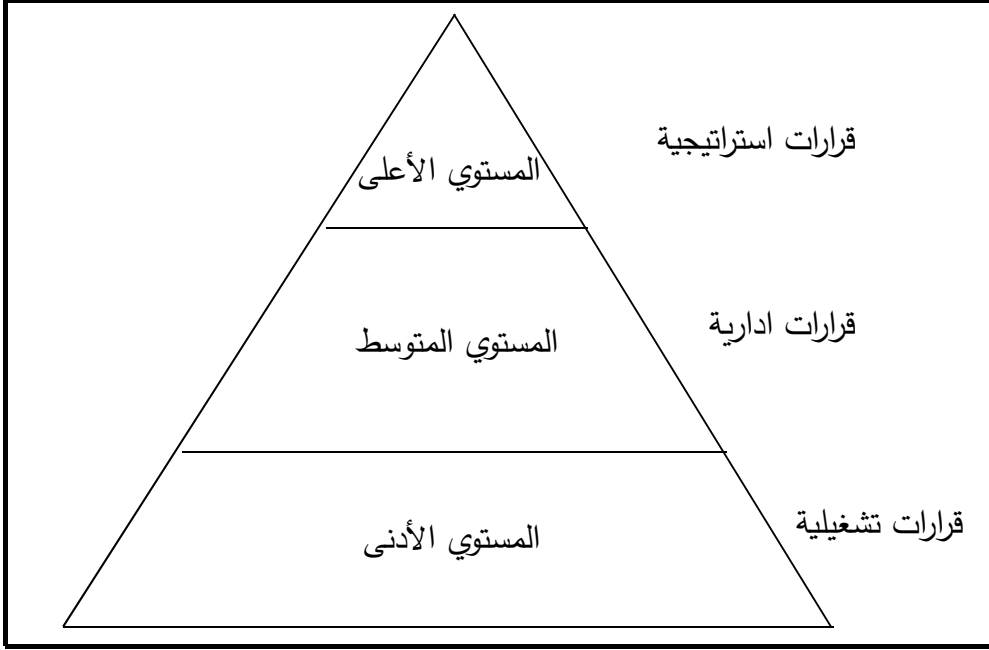 قرارات استراتيجية
المستوي الأعلى
قرارات ادارية
المستوي المتوسط
قرارات تشغيلية
المستوي الأدنى